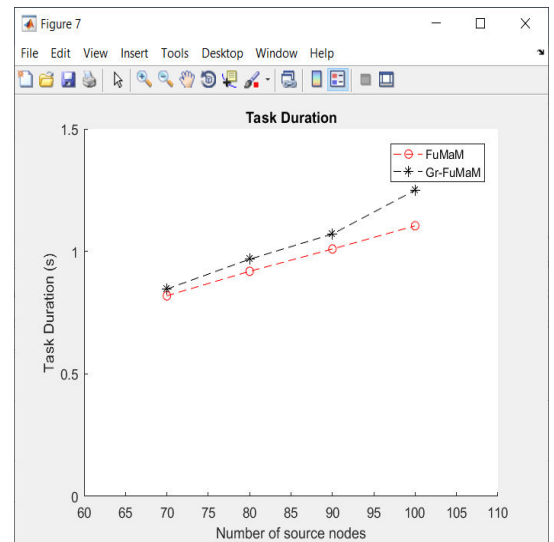 Figure 7
File Edit View Insert Tools Desktop Window Help
Task Duration
1.5
1
0.5
0
Task Duration (s)
FuMaM
Gr-FuMaM
60 65 70 75 80 85 90 95 100 105 110
Number of source nodes